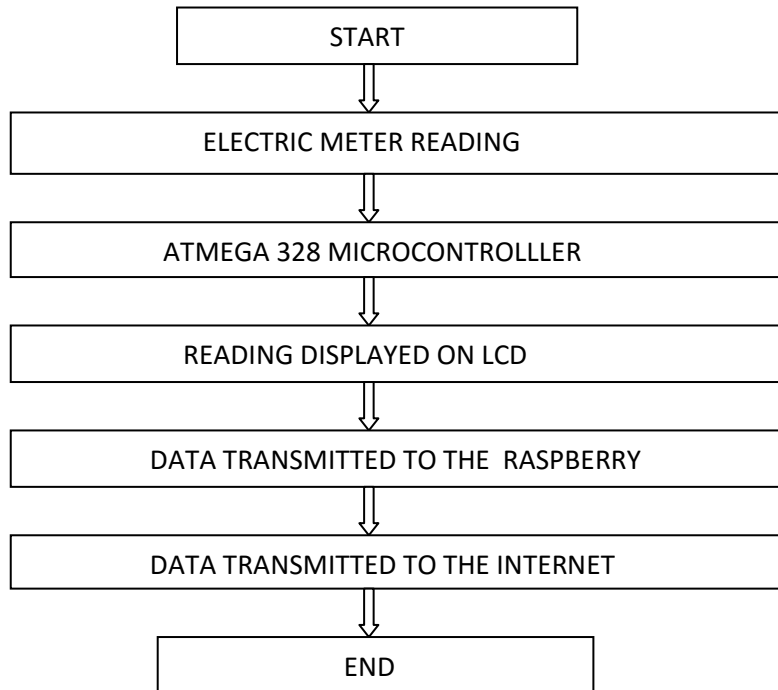 START
ELECTRIC METER READING
ATMEGA 328 MICROCONTROLLLER
READING DISPLAYED ON LCD
DATA TRANSMITTED TO THE RASPBERRY
DATA TRANSMITTED TO THE INTERNET
END